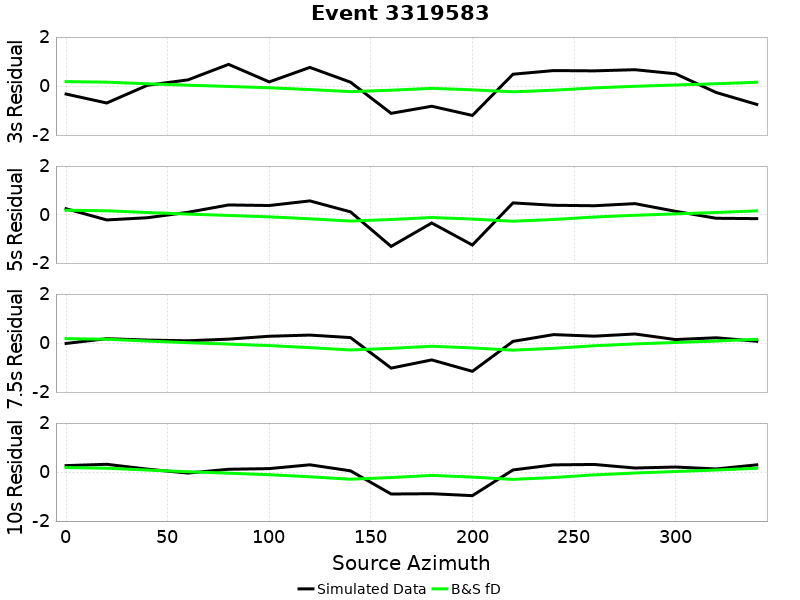 Event 3319583
3s Residual
2
0
-2
5s Residual
2
0
-2
7.5s Residual
2
0
-2
10s Residual
2
0
-2
0 50 100 150 200 250 300
Source Azimuth
Simulated Data B&S fD